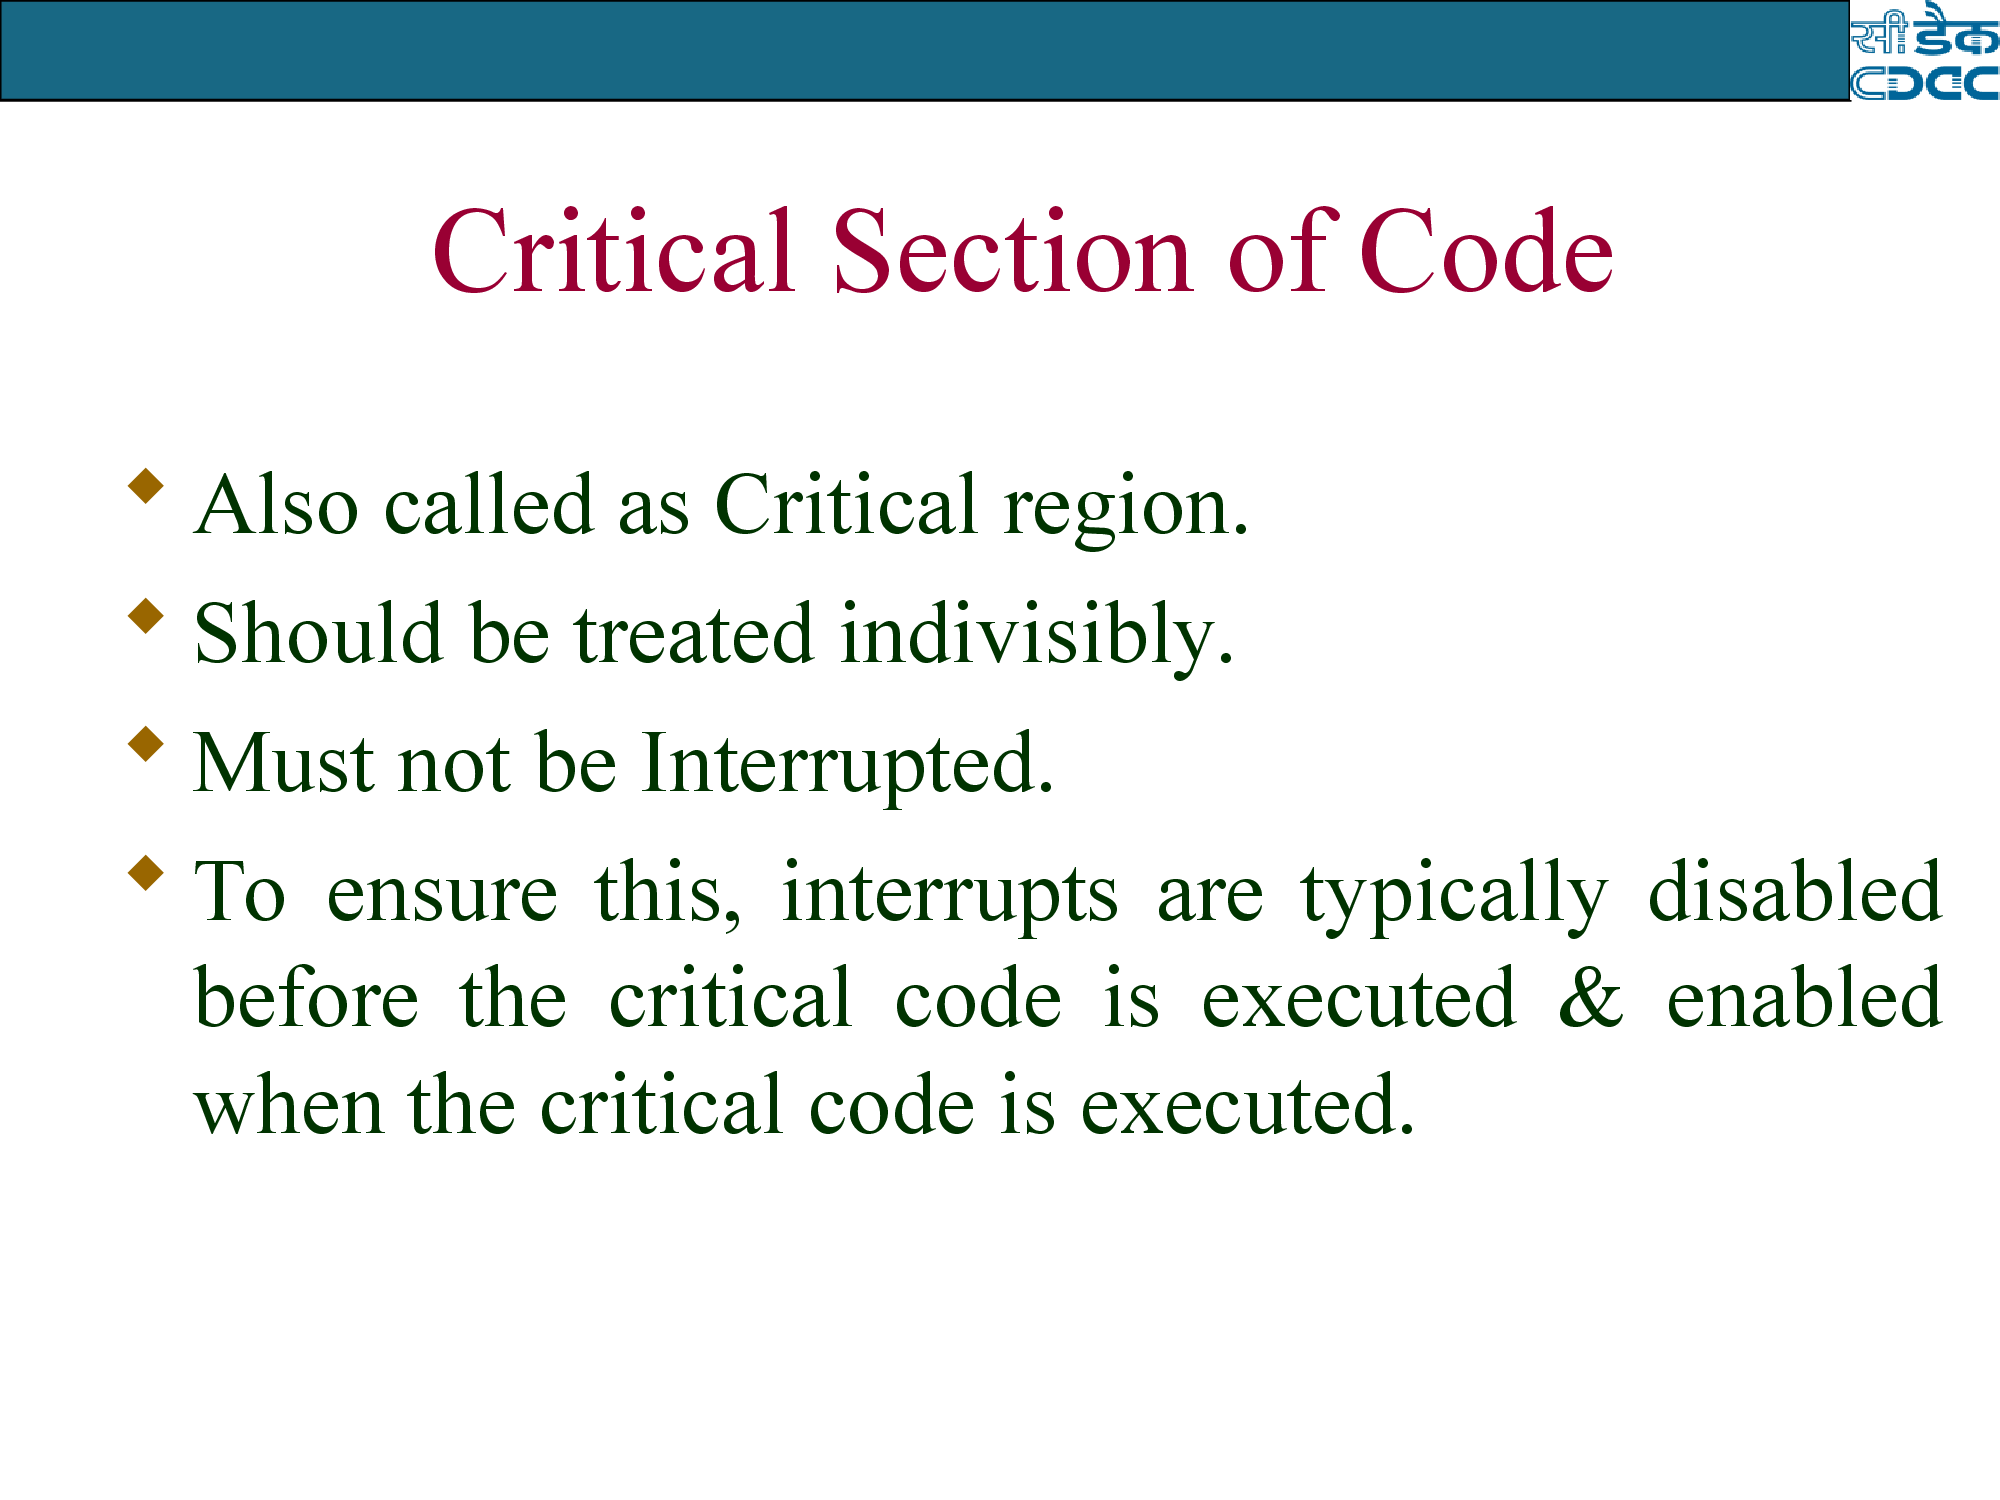 सी डैक
CDAC
Critical Section of Code
Also called as Critical region.
Should be treated indivisibly.
Must not be Interrupted.
To ensure this, interrupts are typically disabled
before the critical code is executed & enabled
when the critical code is executed.